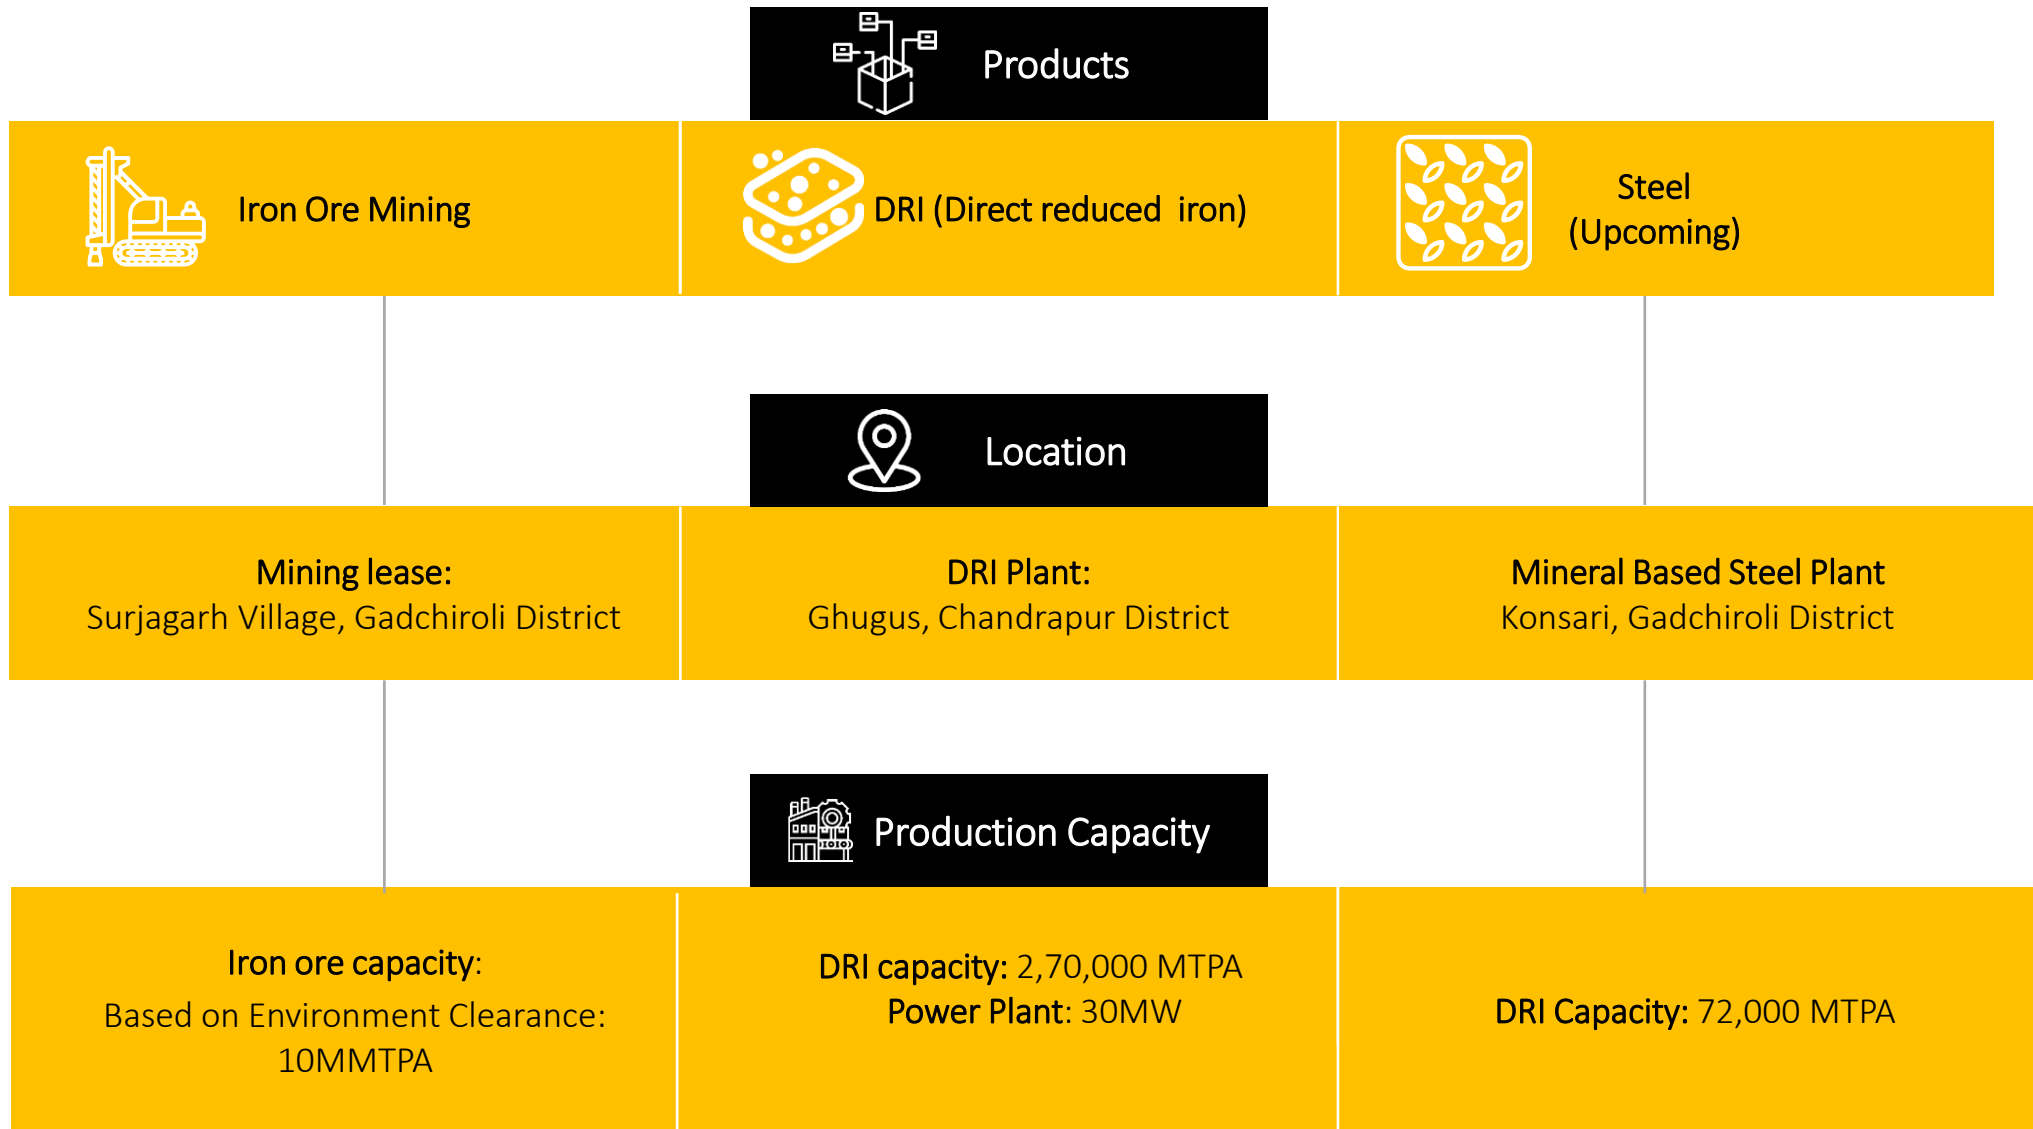 Products
Iron Ore Mining
DRI (Direct reduced iron)
Steel
(Upcoming)
Location
Mining lease:
Surjagarh Village, Gadchiroli District
DRI Plant:
Ghugus, Chandrapur District
Mineral Based Steel Plant
Konsari, Gadchiroli District
Production Capacity
Iron ore capacity:
Based on Environment Clearance:
10MMTPA
DRI capacity: 2,70,000 MTPA
Power Plant: 30MW
DRI Capacity: 72,000 MTPA